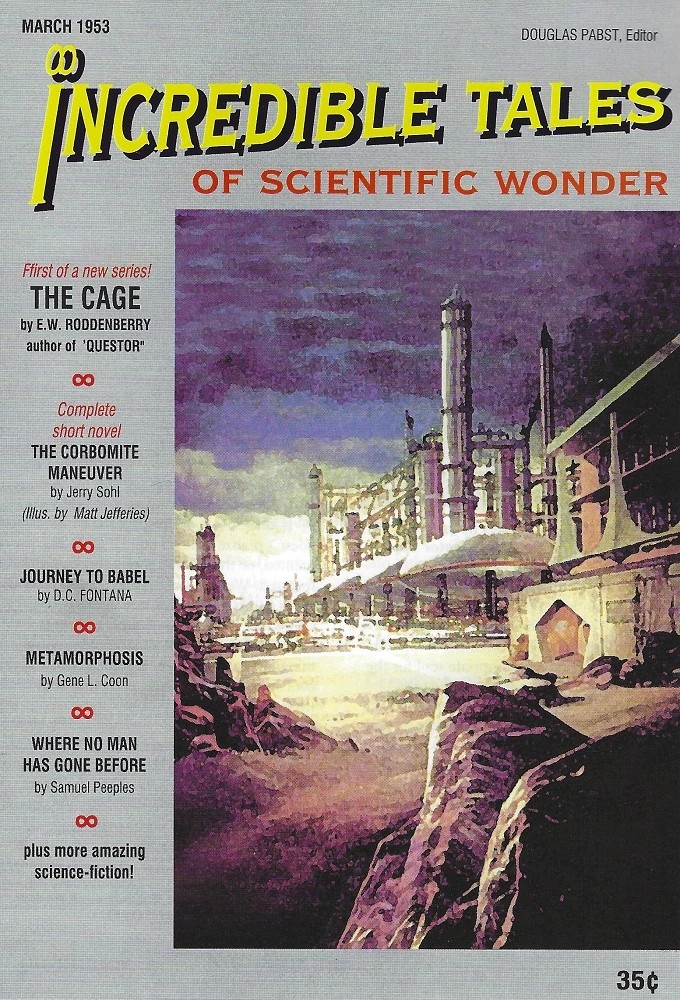 MARCH 1953
DOUGLAS PABST, Editor
INCREDIBLE TALES
OF SCIENTIFIC WONDER
Ffirst of a new series!
THE CAGE
by E.W. RODDENBERRY
author of 'QUESTOR"
∞
Complete
short novel
THE CORBOMITE
MANEUVER
by Jerry Sohl
(Illus. by Matt Jefferies)
∞
JOURNEY TO BABEL
by D.C. FONTANA
∞
METAMORPHOSIS
by Gene L. Coon
∞
WHERE NO MAN
HAS GONE BEFORE
by Samuel Peeples
∞
plus more amazing
science-fiction!
35¢